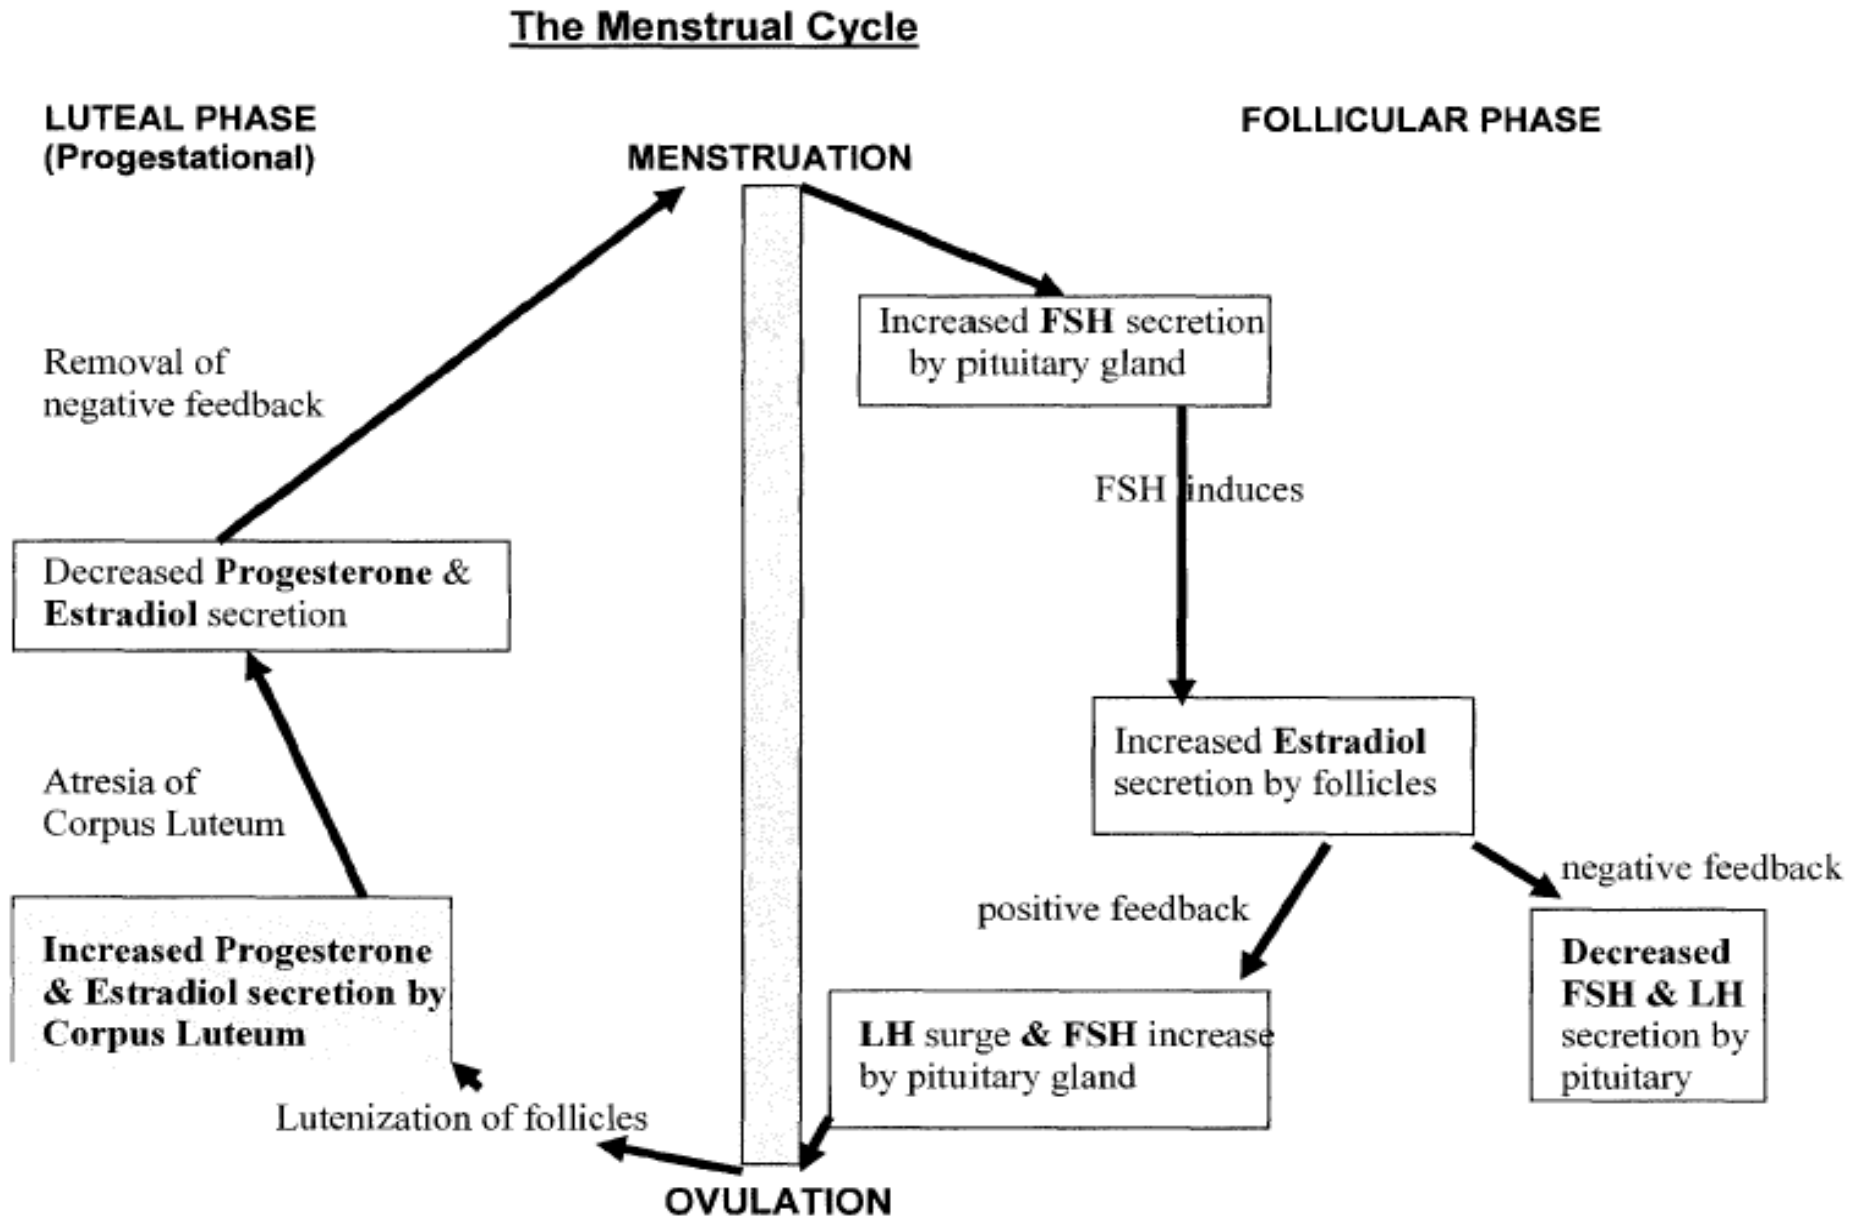 The Menstrual Cycle
LUTEAL PHASE
(Progestational)
FOLLICULAR PHASE
MENSTRUATION
Increased FSH secretion
by pituitary gland
Removal of
negative feedback
FSH induces
Decreased Progesterone &
Estradiol secretion
Increased Estradiol
secretion by follicles
Atresia of
Corpus Luteum
negative feedback
positive feedback
Increased Progesterone
& Estradiol secretion by
Corpus Luteum
Decreased
FSH & LH
secretion by
pituitary
LH surge & FSH increase
by pituitary gland
Lutenization of follicles
OVULATION